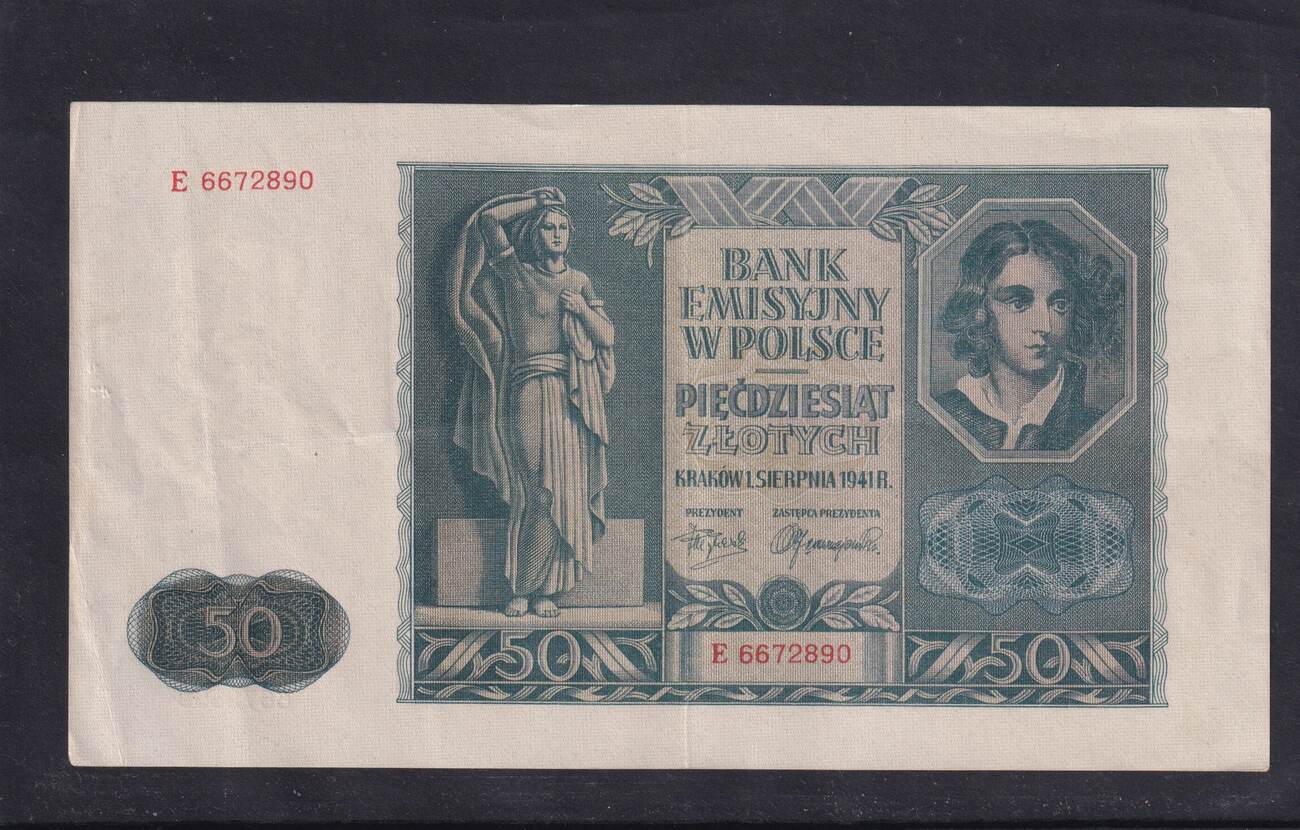 E 6672890
BANK
EMISYJNY
W POLSCE
PIĘĆDZIESIĄT
ZŁOTYCH
KRAKÓW 1. SIERPNIA 1941 R.
PREZYDENT ZASTĘPCA PREZYDENTA
50
50
E 6672890
50